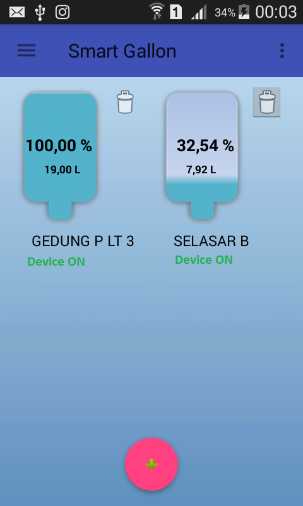 1 34% 00:03
Smart Gallon
100,00 % 32,54 %
19,00 L 7,92 L
GEDUNG P LT 3 SELASAR B
Device ON Device ON
+